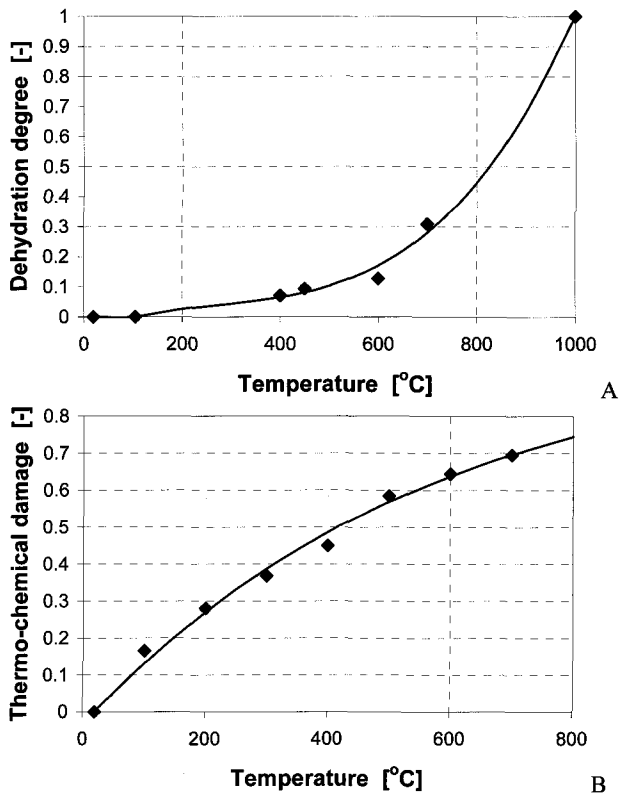 Dehydration degree [-]
1
0.9
0.8
0.7
0.6
0.5
0.4
0.3
0.2
0.1
0
0 200 400 600 800 1000
Temperature [°C]
A
Thermo-chemical damage [-]
0.8
0.7
0.6
0.5
0.4
0.3
0.2
0.1
0
0 200 400 600 800
Temperature [°C]
B